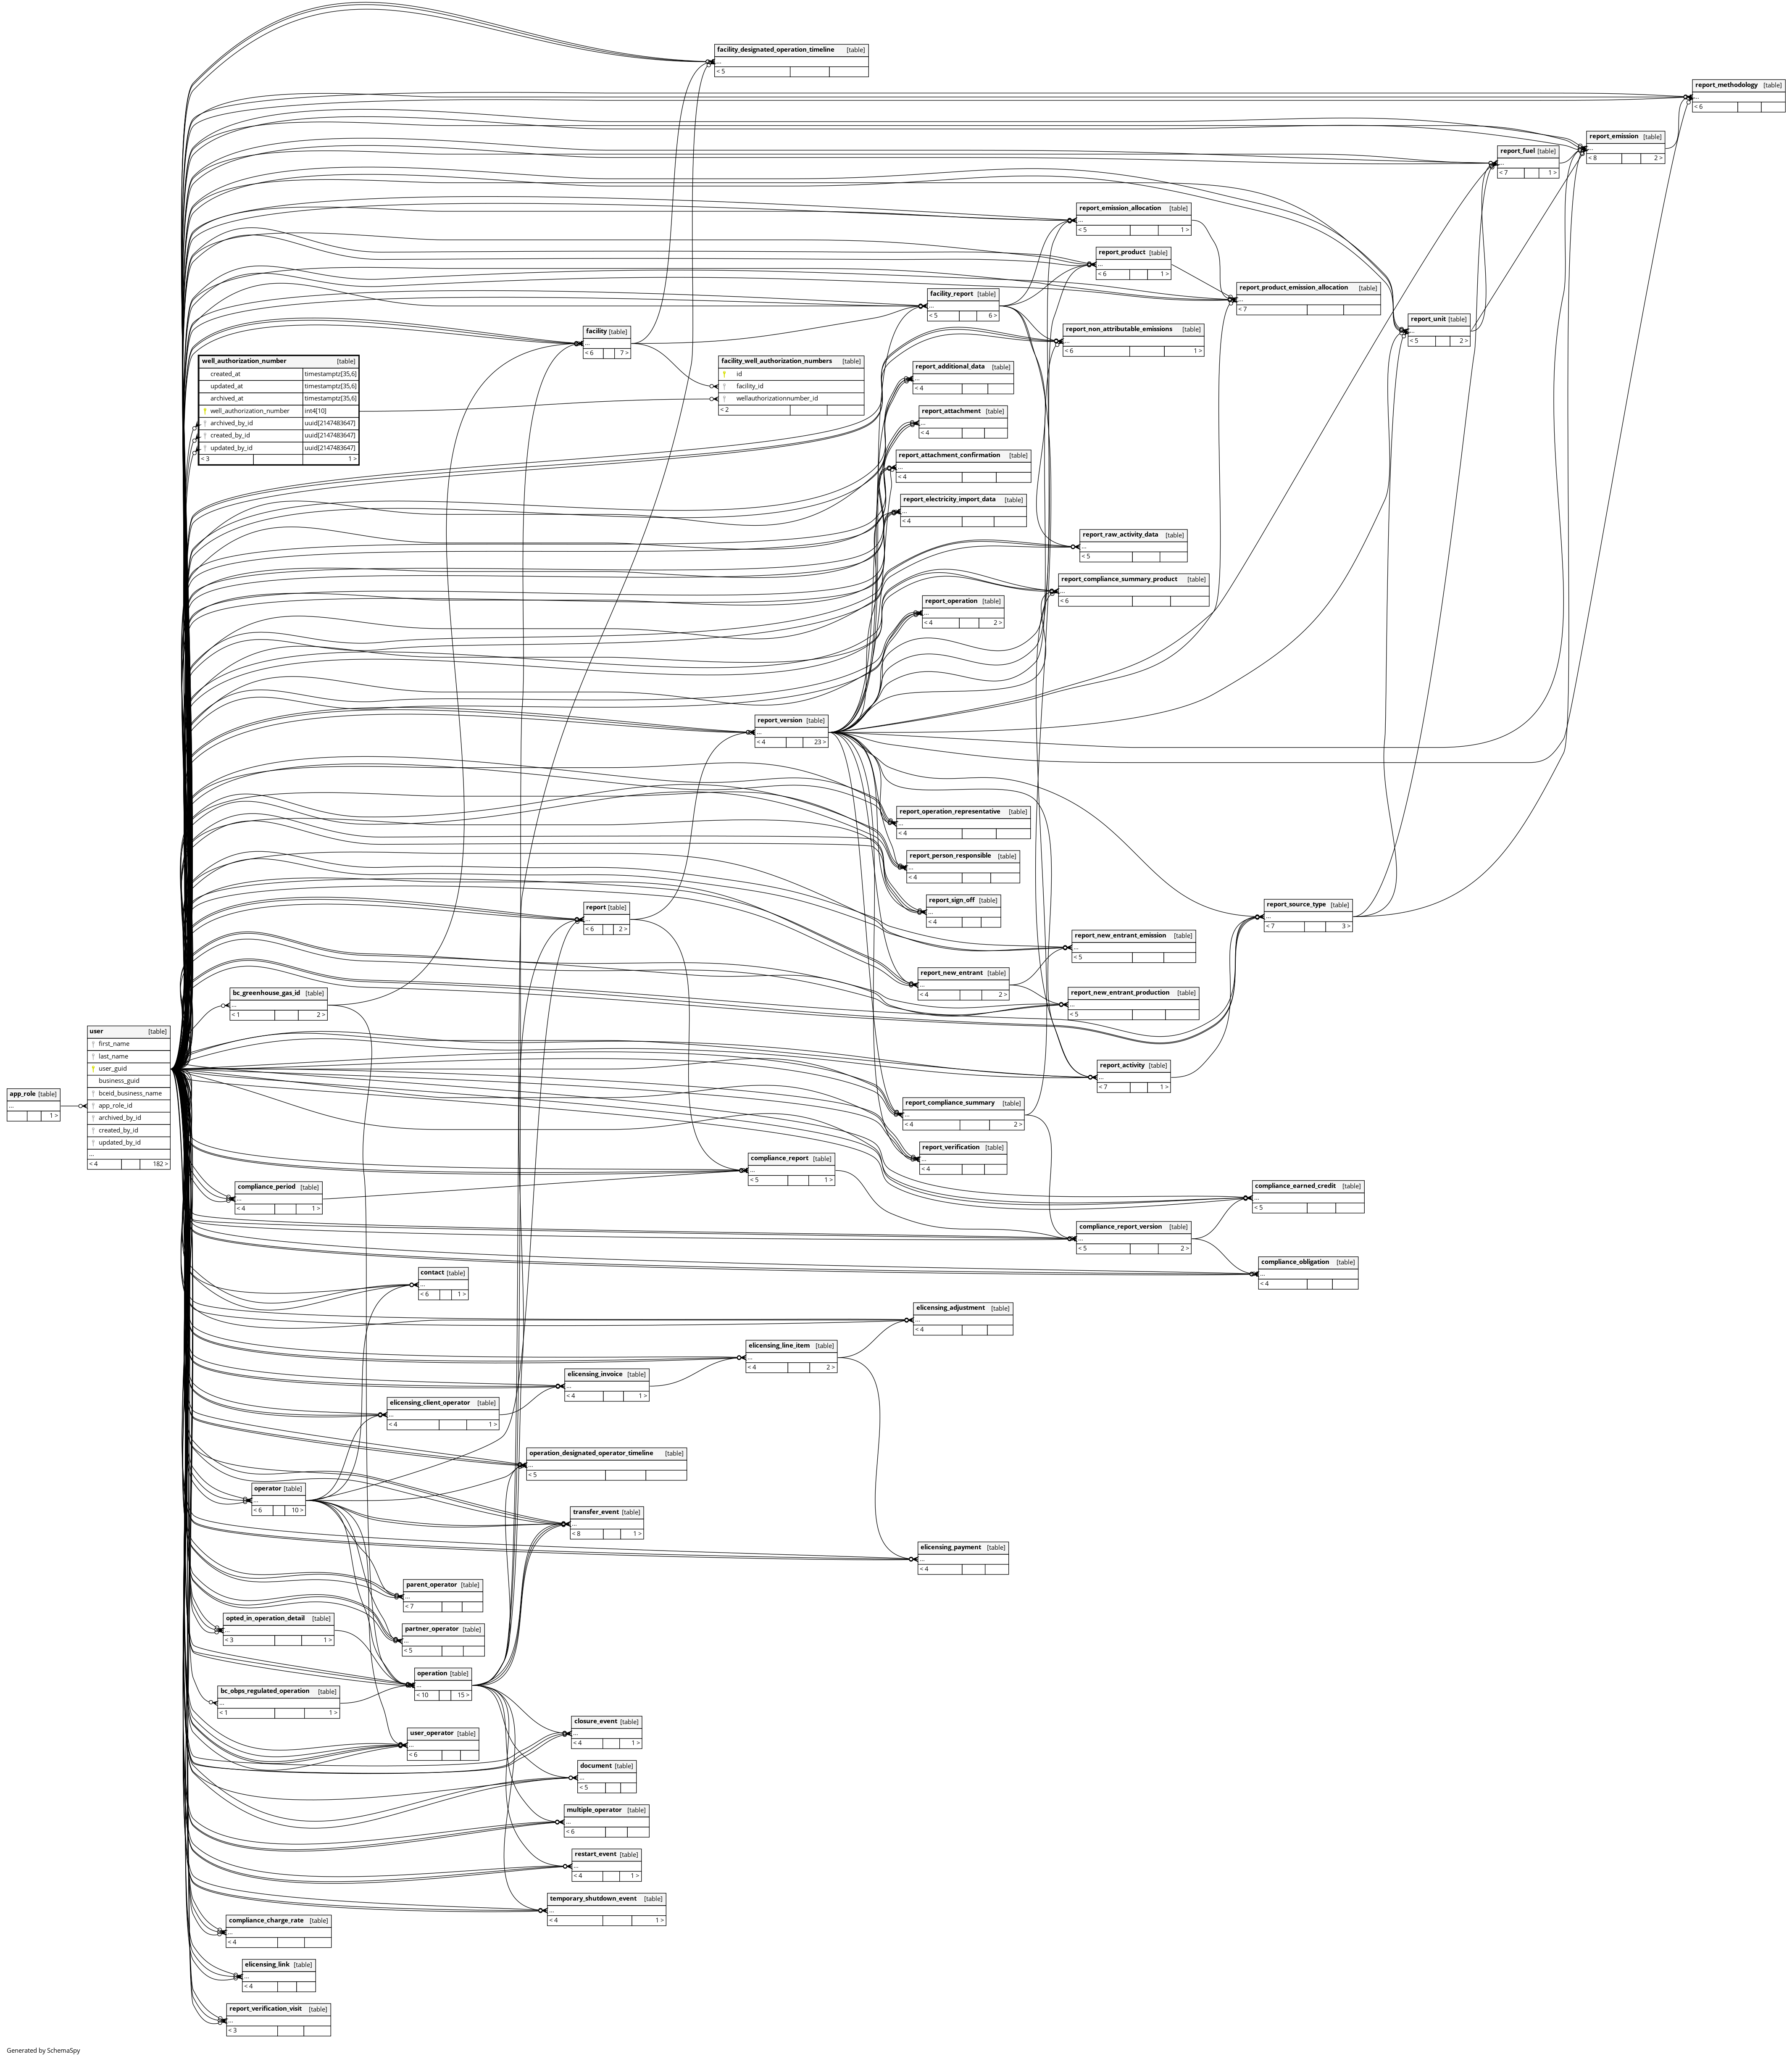 facility_designated_operation_timeline [table]
...
< 5
report_methodology [table]
...
< 6
report_emission [table]
...
< 8 2 >
report_fuel [table]
...
< 7 1 >
report_emission_allocation [table]
...
< 5 1 >
report_product [table]
...
< 6 1 >
report_product_emission_allocation [table]
...
< 7
facility_report [table]
...
< 5 6 >
report_unit [table]
...
< 5 2 >
report_non_attributable_emissions [table]
...
< 6 1 >
facility [table]
...
< 6 7 >
well_authorization_number [table]
created_at timestamptz[35,6]
updated_at timestamptz[35,6]
archived_at timestamptz[35,6]
well_authorization_number int4[10]
archived_by_id uuid[2147483647]
created_by_id uuid[2147483647]
updated_by_id uuid[2147483647]
< 3 1 >
facility_well_authorization_numbers [table]
id
facility_id
wellauthorizationnumber_id
< 2
report_additional_data [table]
...
< 4
report_attachment [table]
...
< 4
report_attachment_confirmation [table]
...
< 4
report_electricity_import_data [table]
...
< 4
report_raw_activity_data [table]
...
< 5
report_compliance_summary_product [table]
...
< 6
report_operation [table]
...
< 4 2 >
report_version [table]
...
< 4 23 >
report_operation_representative [table]
...
< 4
report_person_responsible [table]
...
< 4
report_sign_off [table]
...
< 4
report [table]
...
< 6 2 >
report_source_type [table]
...
< 7 3 >
report_new_entrant_emission [table]
...
< 5
report_new_entrant [table]
...
< 4 2 >
report_new_entrant_production [table]
...
< 5
bc_greenhouse_gas_id [table]
...
< 1 2 >
user [table]
first_name
last_name
user_guid
business_guid
bceid_business_name
app_role_id
archived_by_id
created_by_id
updated_by_id
...
< 4 182 >
app_role [table]
...
1 >
report_activity [table]
...
< 7 1 >
report_compliance_summary [table]
...
< 4 2 >
report_verification [table]
...
< 4
compliance_report [table]
...
< 5 1 >
compliance_period [table]
...
< 4 1 >
compliance_earned_credit [table]
...
< 5
compliance_report_version [table]
...
< 5 2 >
compliance_obligation [table]
...
< 4
contact [table]
...
< 6 1 >
elicensing_adjustment [table]
...
< 4
elicensing_line_item [table]
...
< 4 2 >
elicensing_invoice [table]
...
< 4 1 >
elicensing_client_operator [table]
...
< 4 1 >
operation_designated_operator_timeline [table]
...
< 5
operator [table]
...
< 6 10 >
transfer_event [table]
...
< 8 1 >
elicensing_payment [table]
...
< 4
parent_operator [table]
...
< 7
opted_in_operation_detail [table]
...
< 3 1 >
partner_operator [table]
...
< 5
operation [table]
...
< 10 15 >
bc_obps_regulated_operation [table]
...
< 1 1 >
closure_event [table]
...
< 4 1 >
user_operator [table]
...
< 6
document [table]
...
< 5
multiple_operator [table]
...
< 6
restart_event [table]
...
< 4 1 >
temporary_shutdown_event [table]
...
< 4 1 >
compliance_charge_rate [table]
...
< 4
elicensing_link [table]
...
< 4
report_verification_visit [table]
...
< 3
Generated by SchemaSpy